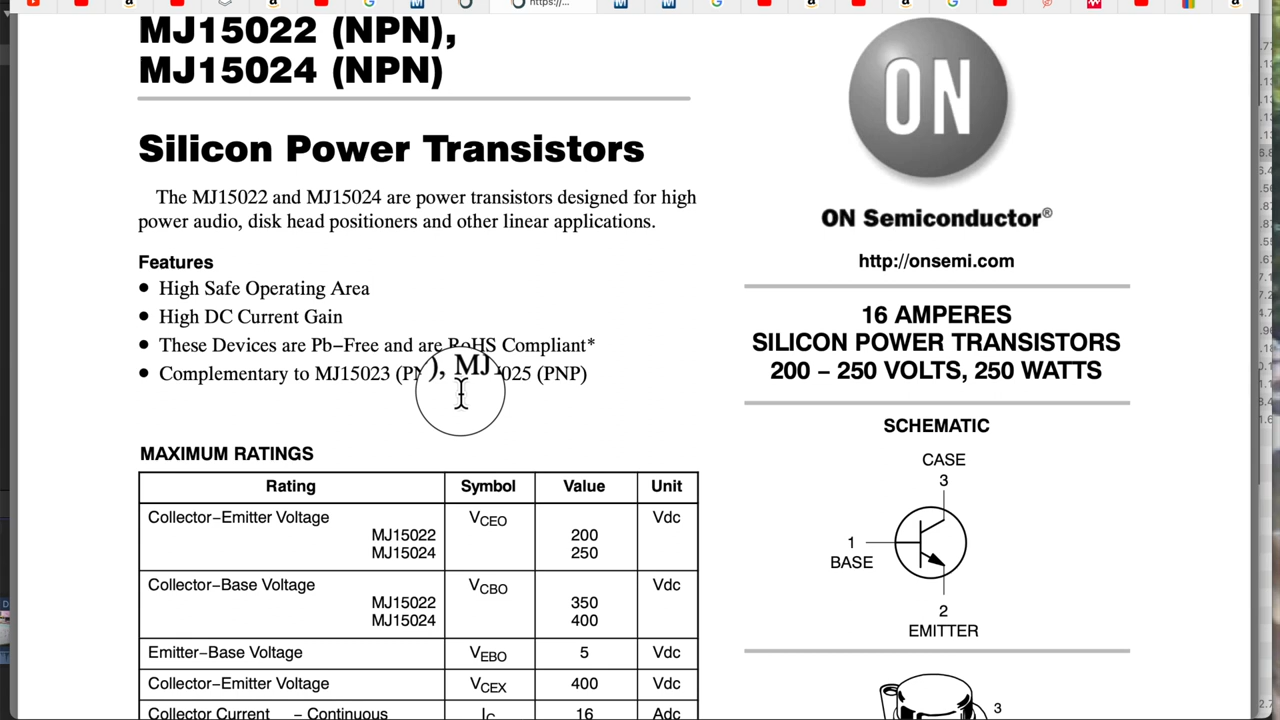 https://...
MJ15022 (NPN),
MJ15024 (NPN)
Silicon Power Transistors
The MJ15022 and MJ15024 are power transistors designed for high
power audio, disk head positioners and other linear applications.
Features
• High Safe Operating Area
• High DC Current Gain
• These Devices are Pb−Free and are RoHS Compliant*
• Complementary to MJ15023 (PN), MJ025 (PNP)
MAXIMUM RATINGS
Rating Symbol Value Unit
Collector−Emitter Voltage VCEO Vdc
MJ15022 200
MJ15024 250
Collector−Base Voltage VCBO Vdc
MJ15022 350
MJ15024 400
Emitter−Base Voltage VEBO 5 Vdc
Collector−Emitter Voltage VCEX 400 Vdc
Collector Current − Continuous IC 16 Adc
ON
ON Semiconductor®
http://onsemi.com
16 AMPERES
SILICON POWER TRANSISTORS
200 − 250 VOLTS, 250 WATTS
SCHEMATIC
CASE
3
1
BASE
2
EMITTER
3